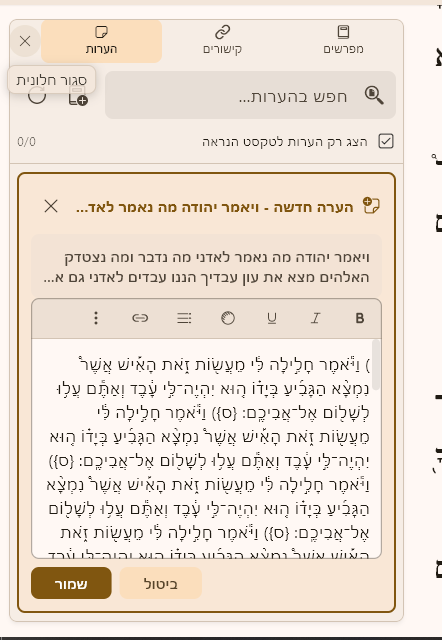 מפרשים
קישורים
הערות
סגור חלונית
חפש בהערות...
הצג רק הערות לטקסט הנראה
0/0
הערה חדשה - ויאמר יהודה מה נאמר לאד...
ויאמר יהודה מה נאמר לאדני מה נדבר ומה נצטדק
האלהים מצא את עון עבדיך הננו עבדים לאדני גם א...
B I U
) וַיֹּ֕אמֶר חָלִ֣ילָה לִּ֔י מֵעֲשׂ֖וֹת זֹ֑את הָאִ֡ישׁ אֲשֶׁר֩
נִמְצָ֨א הַגָּבִ֜יעַ בְּיָד֗וֹ ה֚וּא יִהְיֶה־לִּ֣י עָ֔בֶד וְאַתֶּ֕ם עֲל֥וּ
לְשָׁל֖וֹם אֶל־אֲבִיכֶֽם: {ס}) וַיֹּ֕אמֶר חָלִ֣ילָה לִּ֔י
מֵעֲשׂ֖וֹת זֹ֑את הָאִ֡ישׁ אֲשֶׁר֩ נִמְצָ֨א הַגָּבִ֜יעַ בְּיָד֗וֹ ה֚וּא
יִהְיֶה־לִּ֣י עָ֔בֶד וְאַתֶּ֕ם עֲל֥וּ לְשָׁל֖וֹם אֶל־אֲבִיכֶֽם: {ס})
וַיֹּ֕אמֶר חָלִ֣ילָה לִּ֔י מֵעֲשׂ֖וֹת זֹ֑את הָאִ֡ישׁ אֲשֶׁר֩ נִמְצָ֨א
הַגָּבִ֜יעַ בְּיָד֗וֹ ה֚וּא יִהְיֶה־לִּ֣י עָ֔בֶד וְאַתֶּ֕ם עֲל֥וּ לְשָׁל֖וֹם
אֶל־אֲבִיכֶֽם: {ס}) וַיֹּ֕אמֶר חָלִ֣ילָה לִּ֔י מֵעֲשׂ֖וֹת זֹ֑את
הָאִ֡ישׁ אֲשֶׁר֩ נִמְצָ֨א הַגָּבִ֜יעַ בְּיָד֗וֹ ה֚וּא יִהְיֶה־לִּ֣י עָ֔בֶד
ביטול
שמור